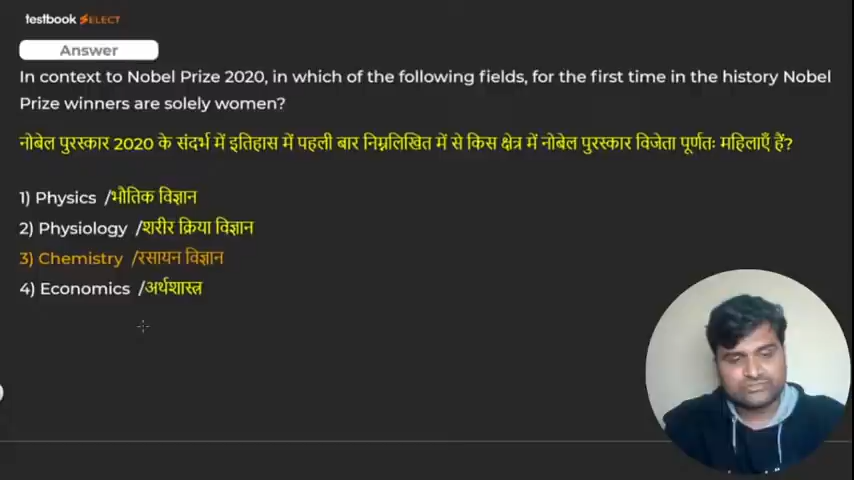 testbook SELECT
Answer
In context to Nobel Prize 2020, in which of the following fields, for the first time in the history Nobel
Prize winners are solely women?
नोबेल पुरस्कार 2020 के संदर्भ में इतिहास में पहली बार निम्नलिखित में से किस क्षेत्र में नोबेल पुरस्कार विजेता पूर्णतः महिलाएँ हैं?
1) Physics /भौतिक विज्ञान
2) Physiology /शरीर क्रिया विज्ञान
3) Chemistry /रसायन विज्ञान
4) Economics /अर्थशास्त्र